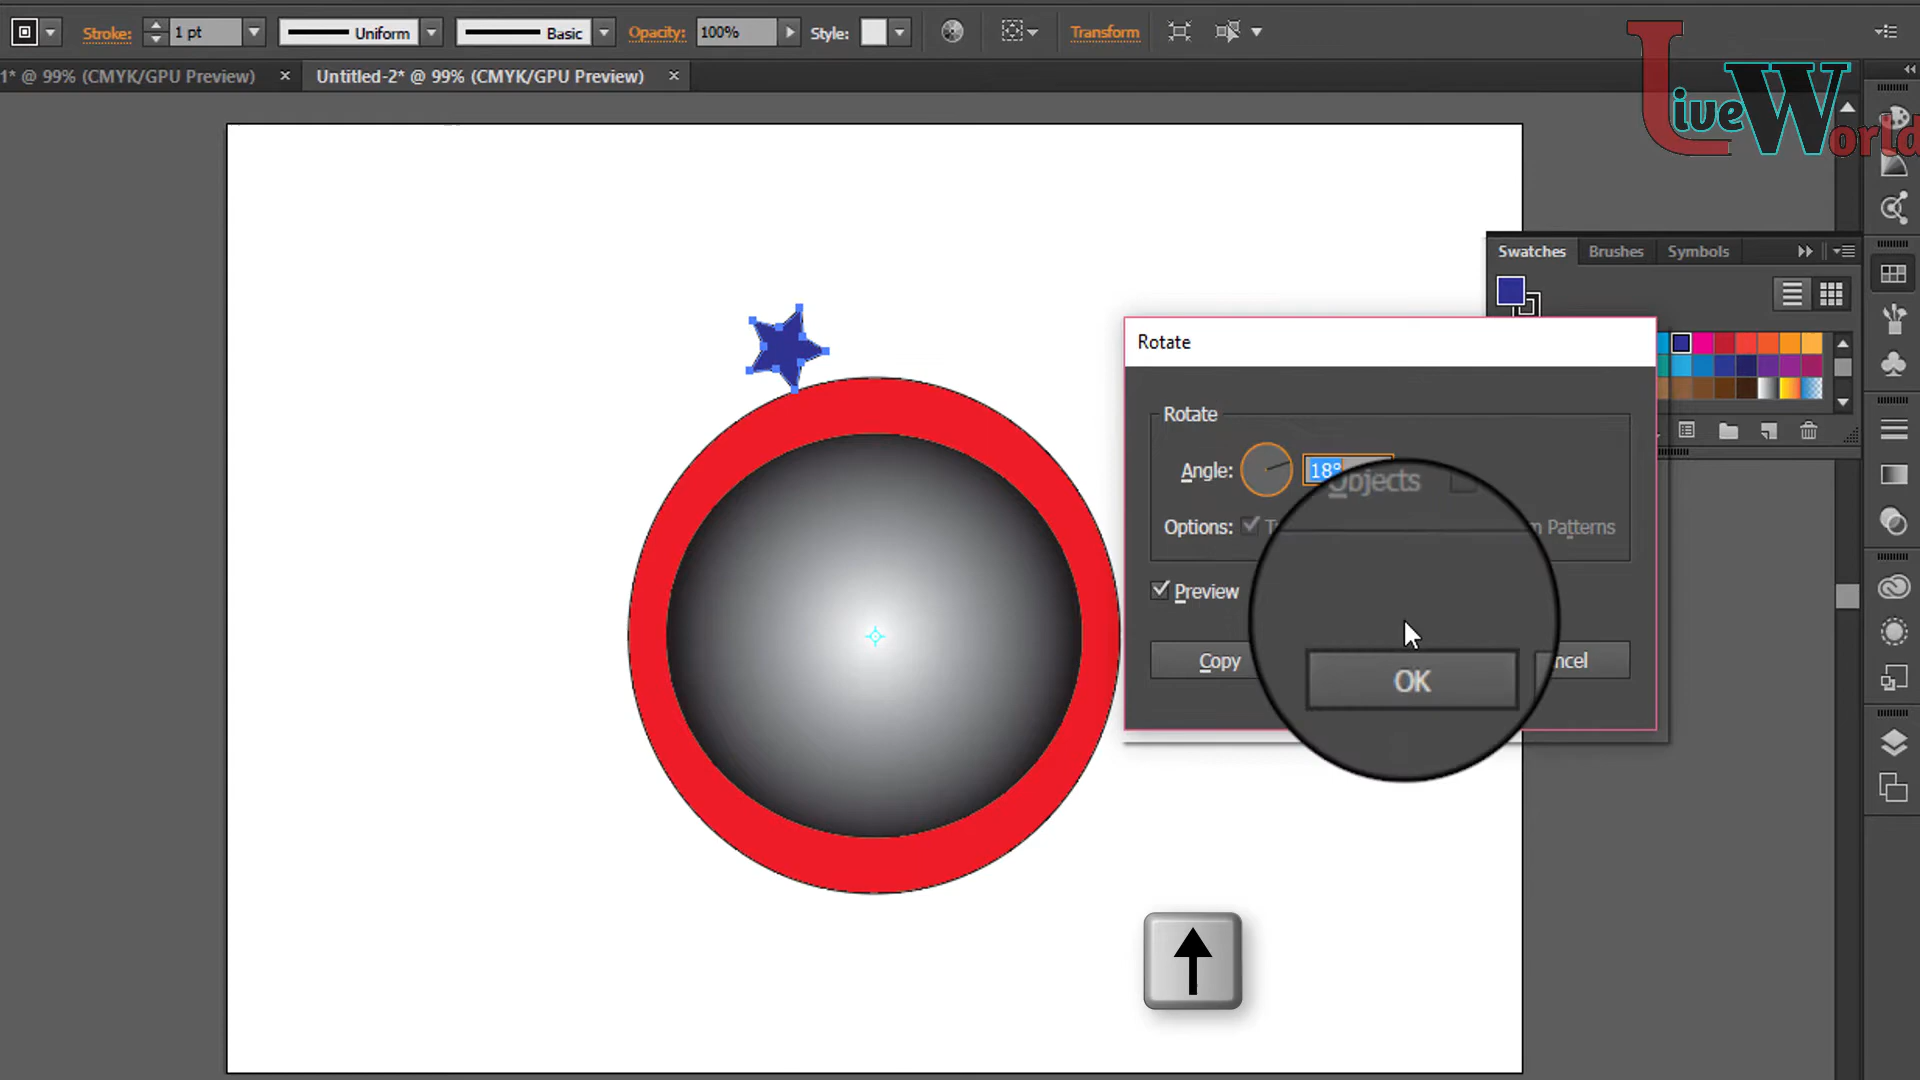 Stroke: 1 pt Uniform Basic Opacity: 100% Style: Transform
1* @ 99% (CMYK/GPU Preview) × Untitled-2* @ 99% (CMYK/GPU Preview) ×
Live World
Swatches Brushes Symbols
Rotate
Rotate
Angle: 18°
Objects
Options: T m Patterns
Preview
Copy OK ncel